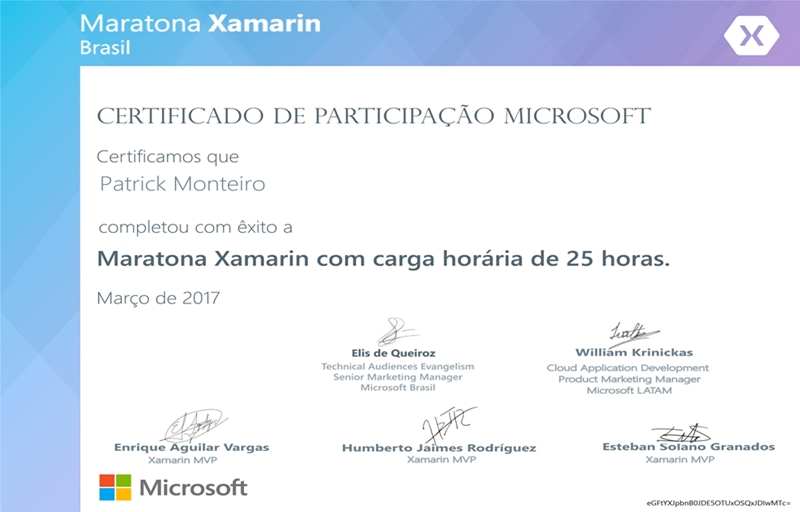 Maratona Xamarin
Brasil
CERTIFICADO DE PARTICIPAÇÃO MICROSOFT
Certificamos que
Patrick Monteiro
completou com êxito a
Maratona Xamarin com carga horária de 25 horas.
Março de 2017
Elis de Queiroz
Technical Audiences Evangelism
Senior Marketing Manager
Microsoft Brasil
William Krinickas
Cloud Application Development
Product Marketing Manager
Microsoft LATAM
Enrique Aguilar Vargas
Xamarin MVP
Humberto Jaimes Rodríguez
Xamarin MVP
Esteban Solano Granados
Xamarin MVP
Microsoft